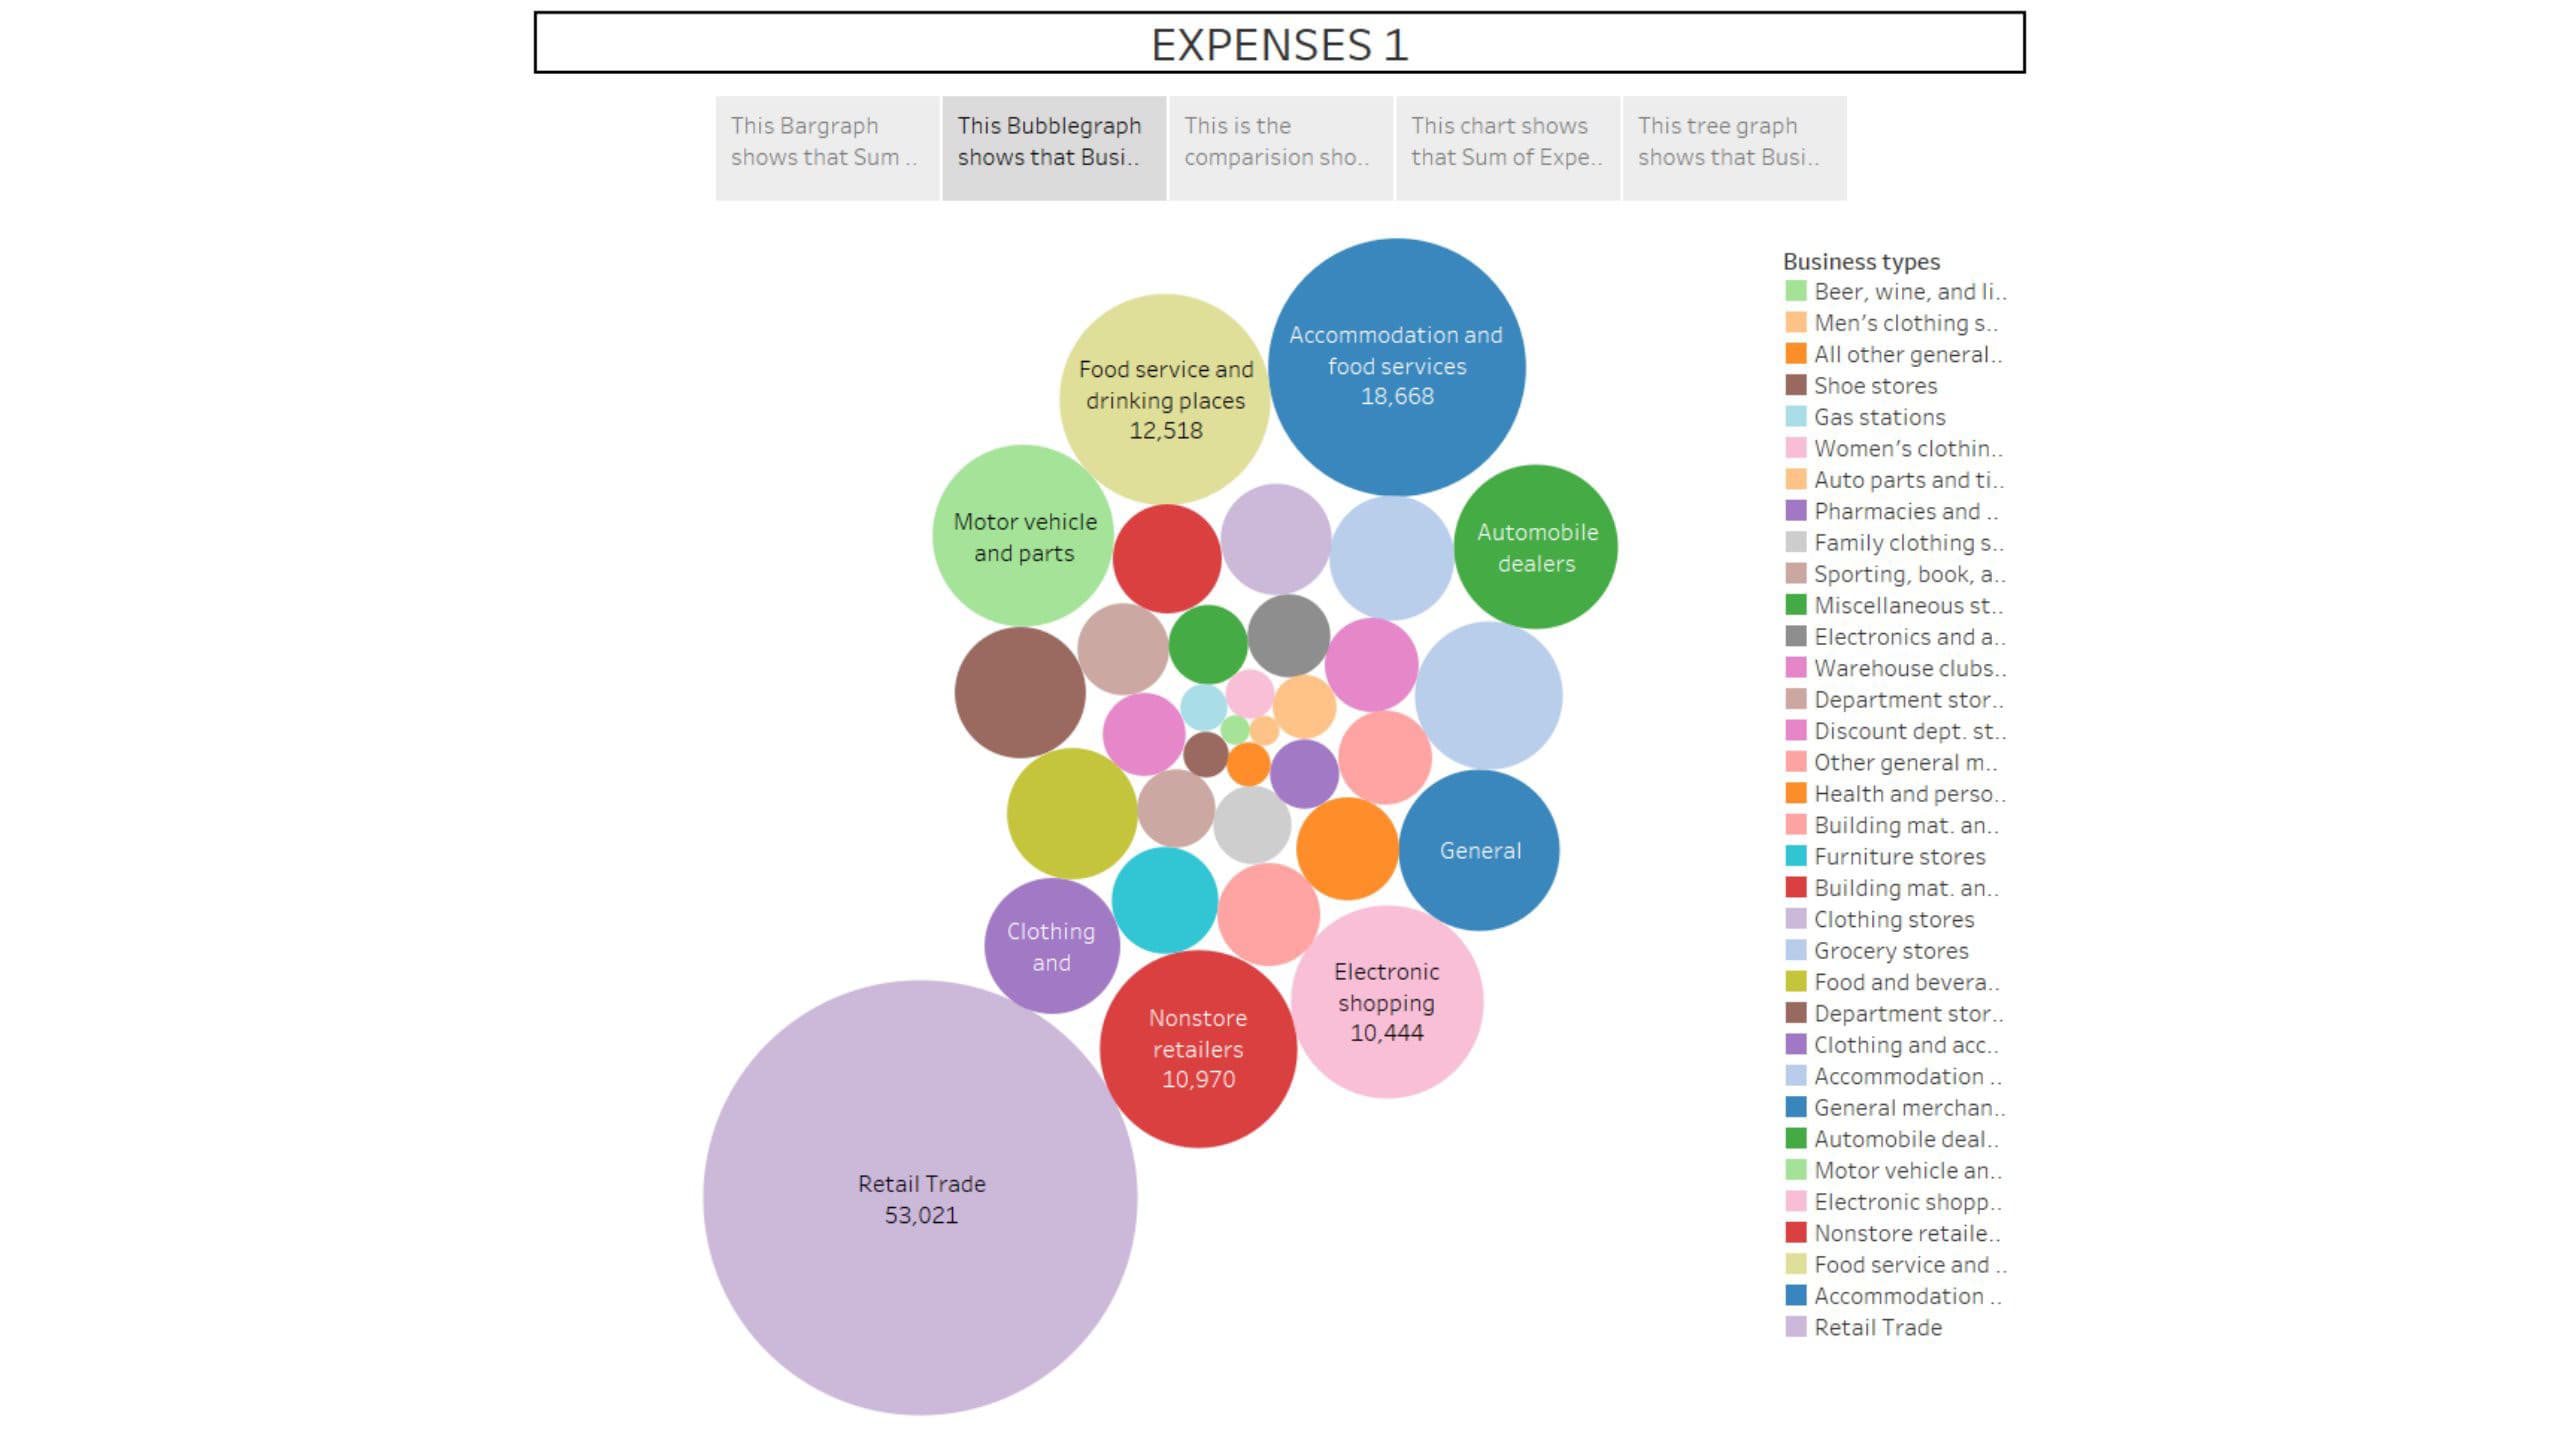 EXPENSES 1
This Bargraph
shows that Sum ..
This Bubblegraph
shows that Busi..
This is the
comparision sho..
This chart shows
that Sum of Expe..
This tree graph
shows that Busi..
Accommodation and
food services
18,668
Food service and
drinking places
12,518
Motor vehicle
and parts
Automobile
dealers
General
Clothing
and
Electronic
shopping
10,444
Nonstore
retailers
10,970
Retail Trade
53,021
Business types
Beer, wine, and li..
Men’s clothing s..
All other general..
Shoe stores
Gas stations
Women’s clothin..
Auto parts and ti..
Pharmacies and ..
Family clothing s..
Sporting, book, a..
Miscellaneous st..
Electronics and a..
Warehouse clubs..
Department stor..
Discount dept. st..
Other general m..
Health and perso..
Building mat. an..
Furniture stores
Building mat. an..
Clothing stores
Grocery stores
Food and bevera..
Department stor..
Clothing and acc..
Accommodation ..
General merchan..
Automobile deal..
Motor vehicle an..
Electronic shopp..
Nonstore retaile..
Food service and ..
Accommodation ..
Retail Trade